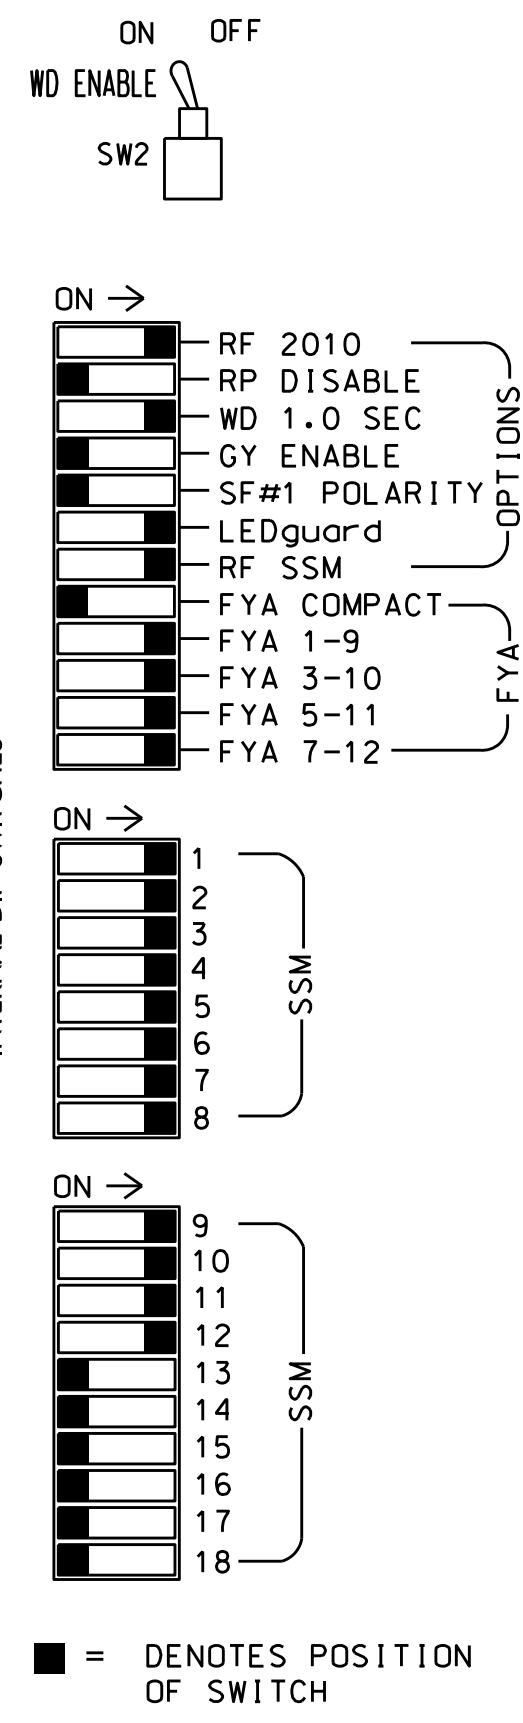 ON OFF
WD ENABLE
SW2
ON →
RF 2010
RP DISABLE
WD 1.0 SEC
GY ENABLE
SF#1 POLARITY
LEDguard
RF SSM
OPTIONS
FYA COMPACT
FYA 1-9
FYA 3-10
FYA 5-11
FYA 7-12
FYA
ON →
1
2
3
4
5
6
7
8
SSM
ON →
9
10
11
12
13
14
15
16
17
18
SSM
= DENOTES POSITION
OF SWITCH